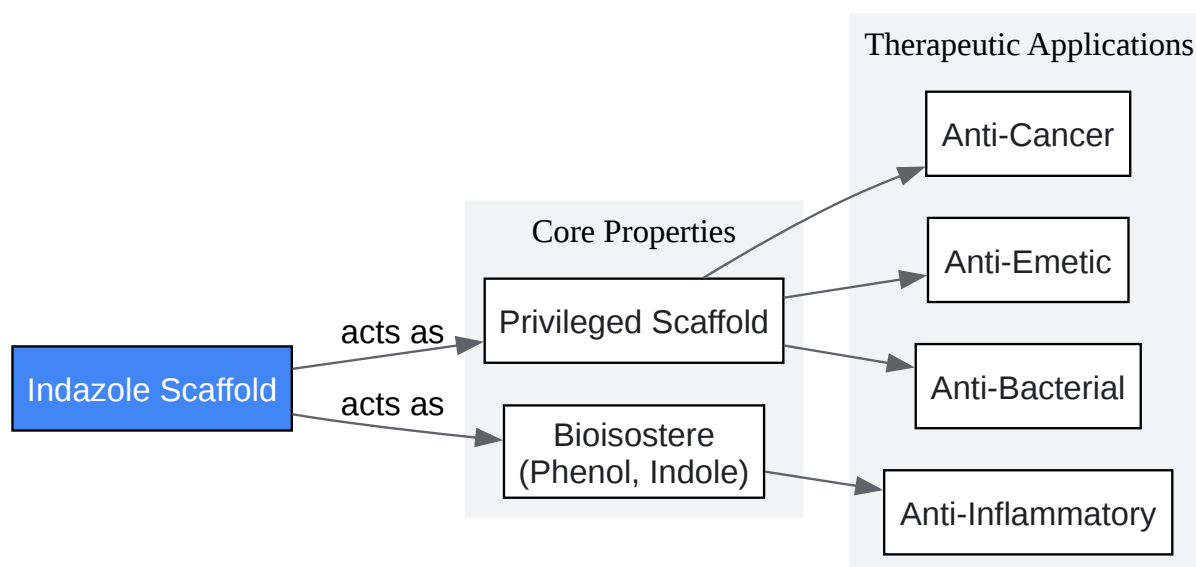 Therapeutic Applications
Anti-Cancer
Core Properties
Anti-Emetic
Privileged Scaffold
acts as
Indazole Scaffold
Anti-Bacterial
acts as
Bioisostere
(Phenol, Indole)
Anti-Inflammatory